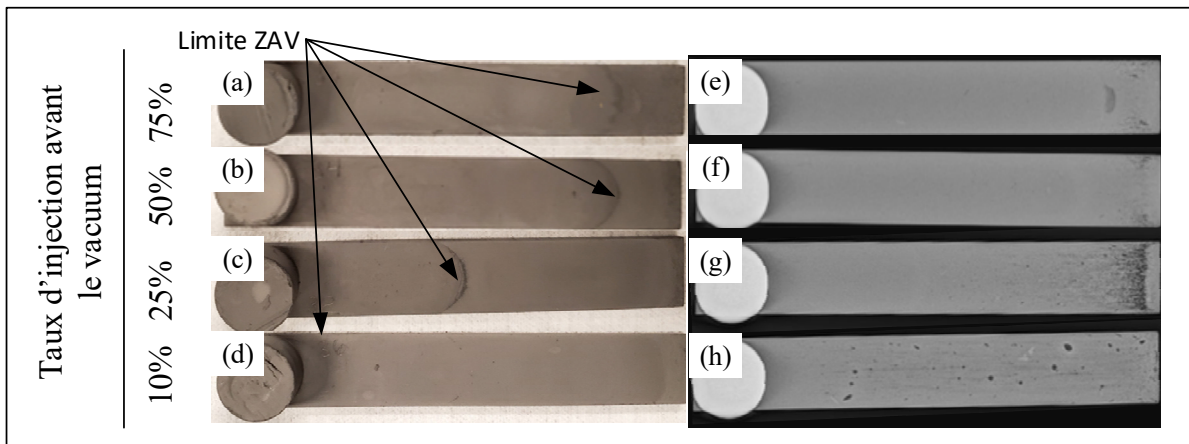 Limite ZAV
Taux d'injection avant
le vacuum
75%
(a)
(e)
50%
(b)
(f)
25%
(c)
(g)
10%
(d)
(h)